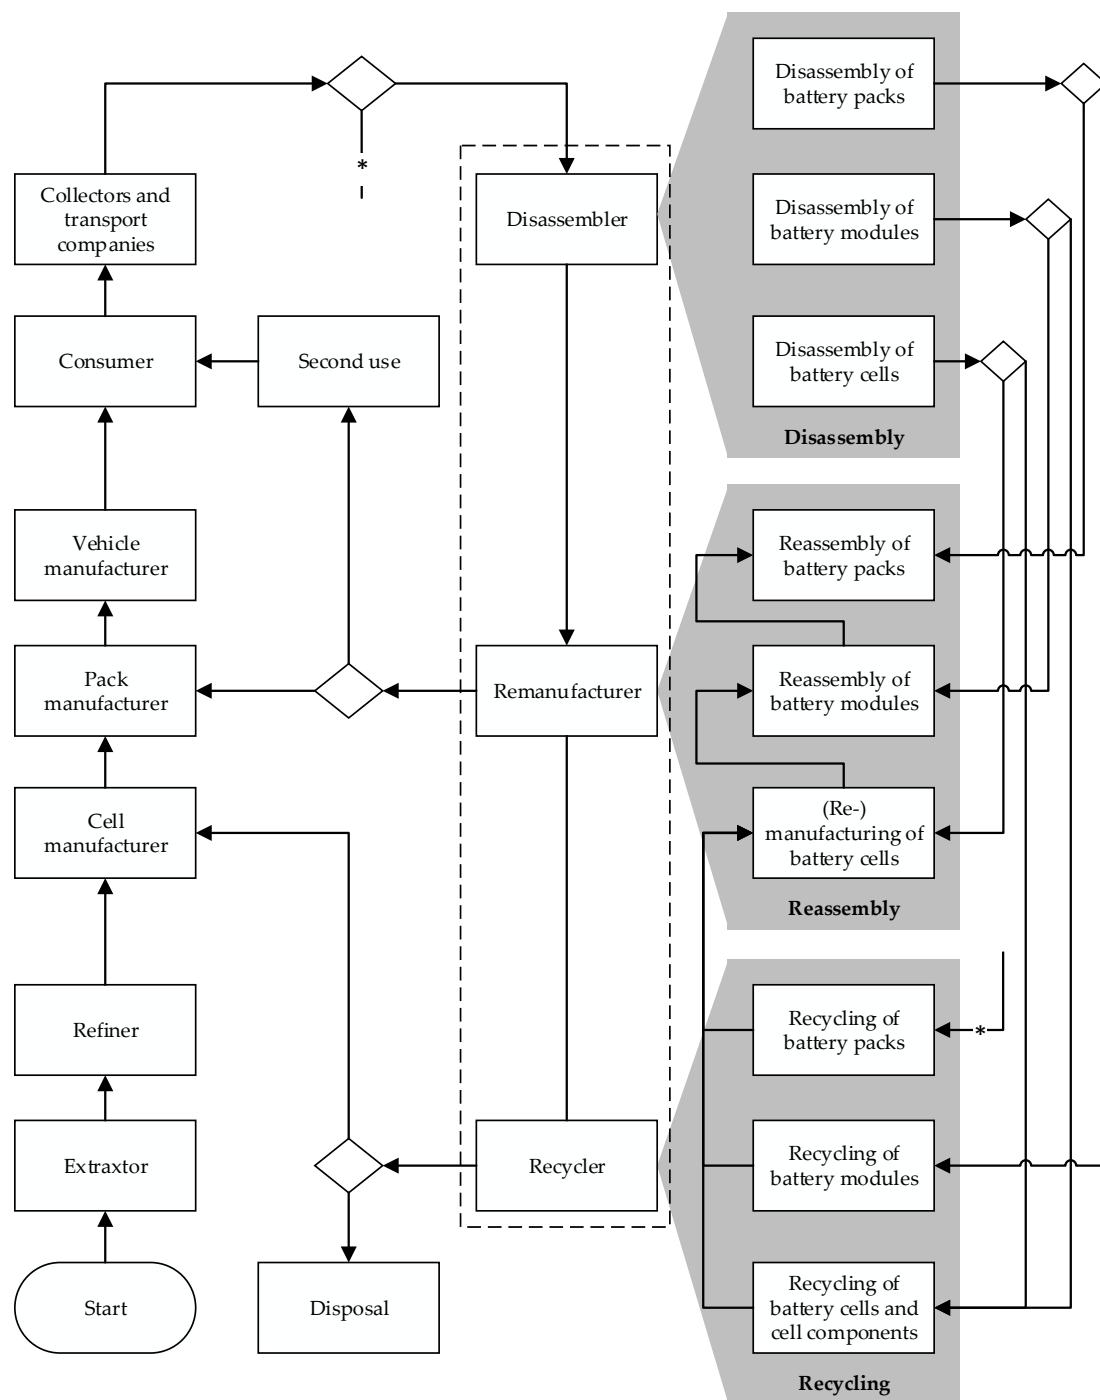 Disassembly of
battery packs
*
Collectors and
transport
companies
Disassembler
Disassembly of
battery modules
Consumer
Second use
Disassembly of
battery cells
Disassembly
Vehicle
manufacturer
Reassembly of
battery packs
Pack
manufacturer
Remanufacturer
Reassembly of
battery modules
Cell
manufacturer
(Re-)
manufacturing of
battery cells
Reassembly
Refiner
Recycling of
battery packs
*
Extraxtor
Recycler
Recycling of
battery modules
Start
Disposal
Recycling of
battery cells and
cell components
Recycling